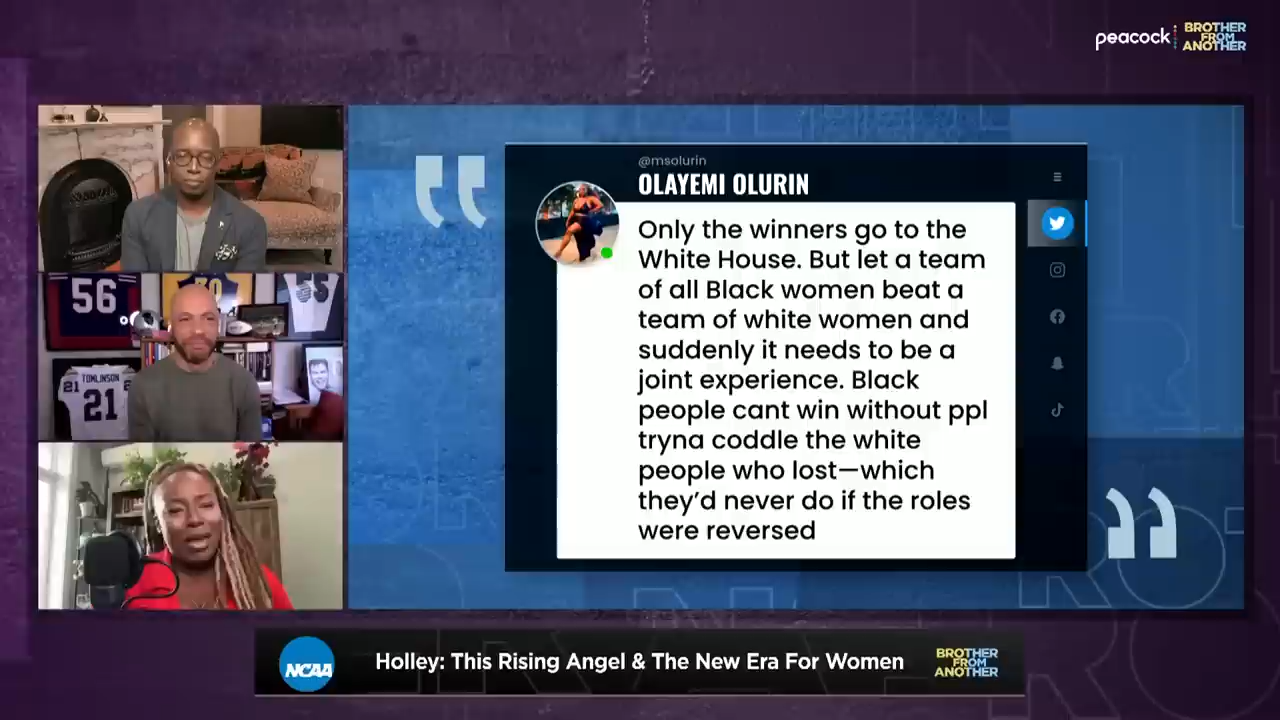 peacock
BROTHER
FROM
ANOTHER
56
TOMLINSON
21
21
@msolurin
OLAYEMI OLURIN
Only the winners go to the
White House. But let a team
of all Black women beat a
team of white women and
suddenly it needs to be a
joint experience. Black
people cant win without ppl
tryna coddle the white
people who lost—which
they’d never do if the roles
were reversed
NCAA
Holley: This Rising Angel & The New Era For Women
BROTHER
FROM
ANOTHER